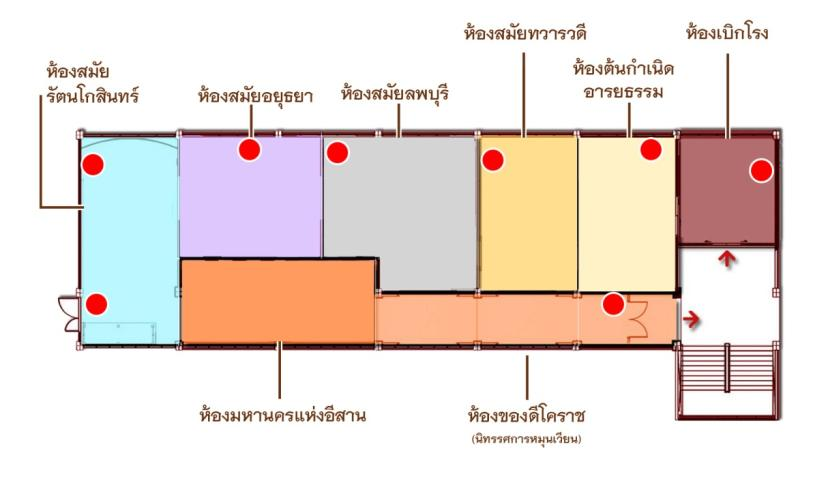 ห้องสมัยทวารวดี
ห้องเบิกโรง
ห้องสมัย
รัตนโกสินทร์
ห้องสมัยอยุธยา
ห้องสมัยลพบุรี
ห้องต้นกำเนิด
อารยธรรม
ห้องมหานครแห่งอีสาน
ห้องของดีโคราช
(นิทรรศการหมุนเวียน)